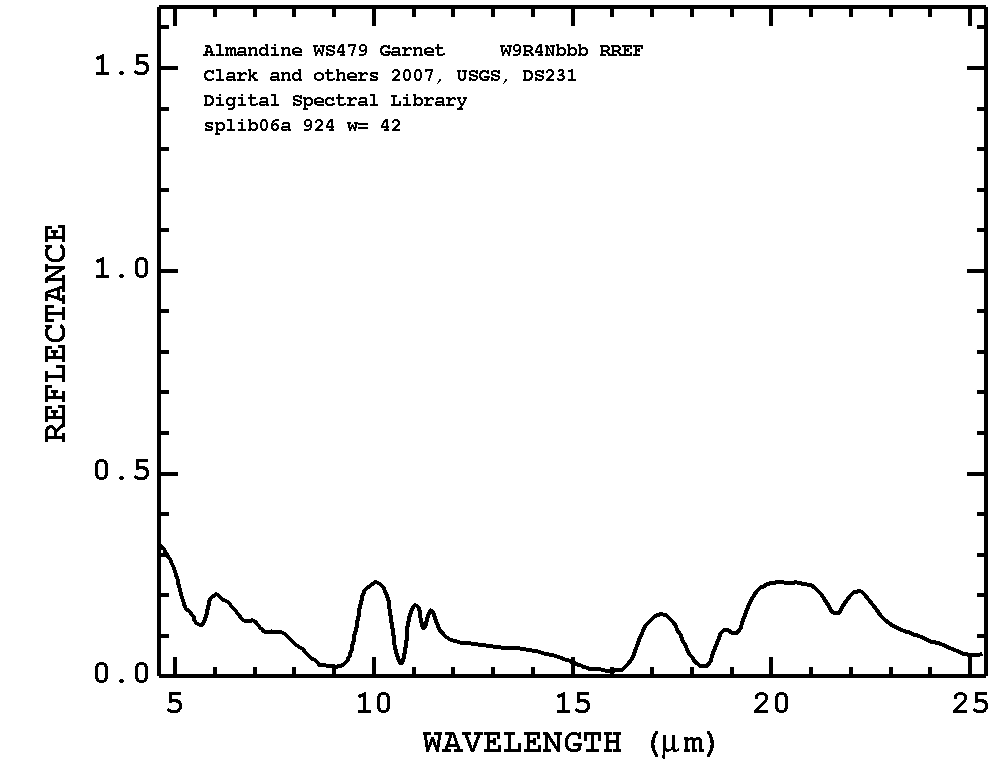 Almandine WS479 Garnet W9R4Nbbb RREF
Clark and others 2007, USGS, DS231
Digital Spectral Library
splib06a 924 w= 42
1.5
1.0
0.5
0.0
REFLECTANCE
5 10 15 20 25
WAVELENGTH (μm)